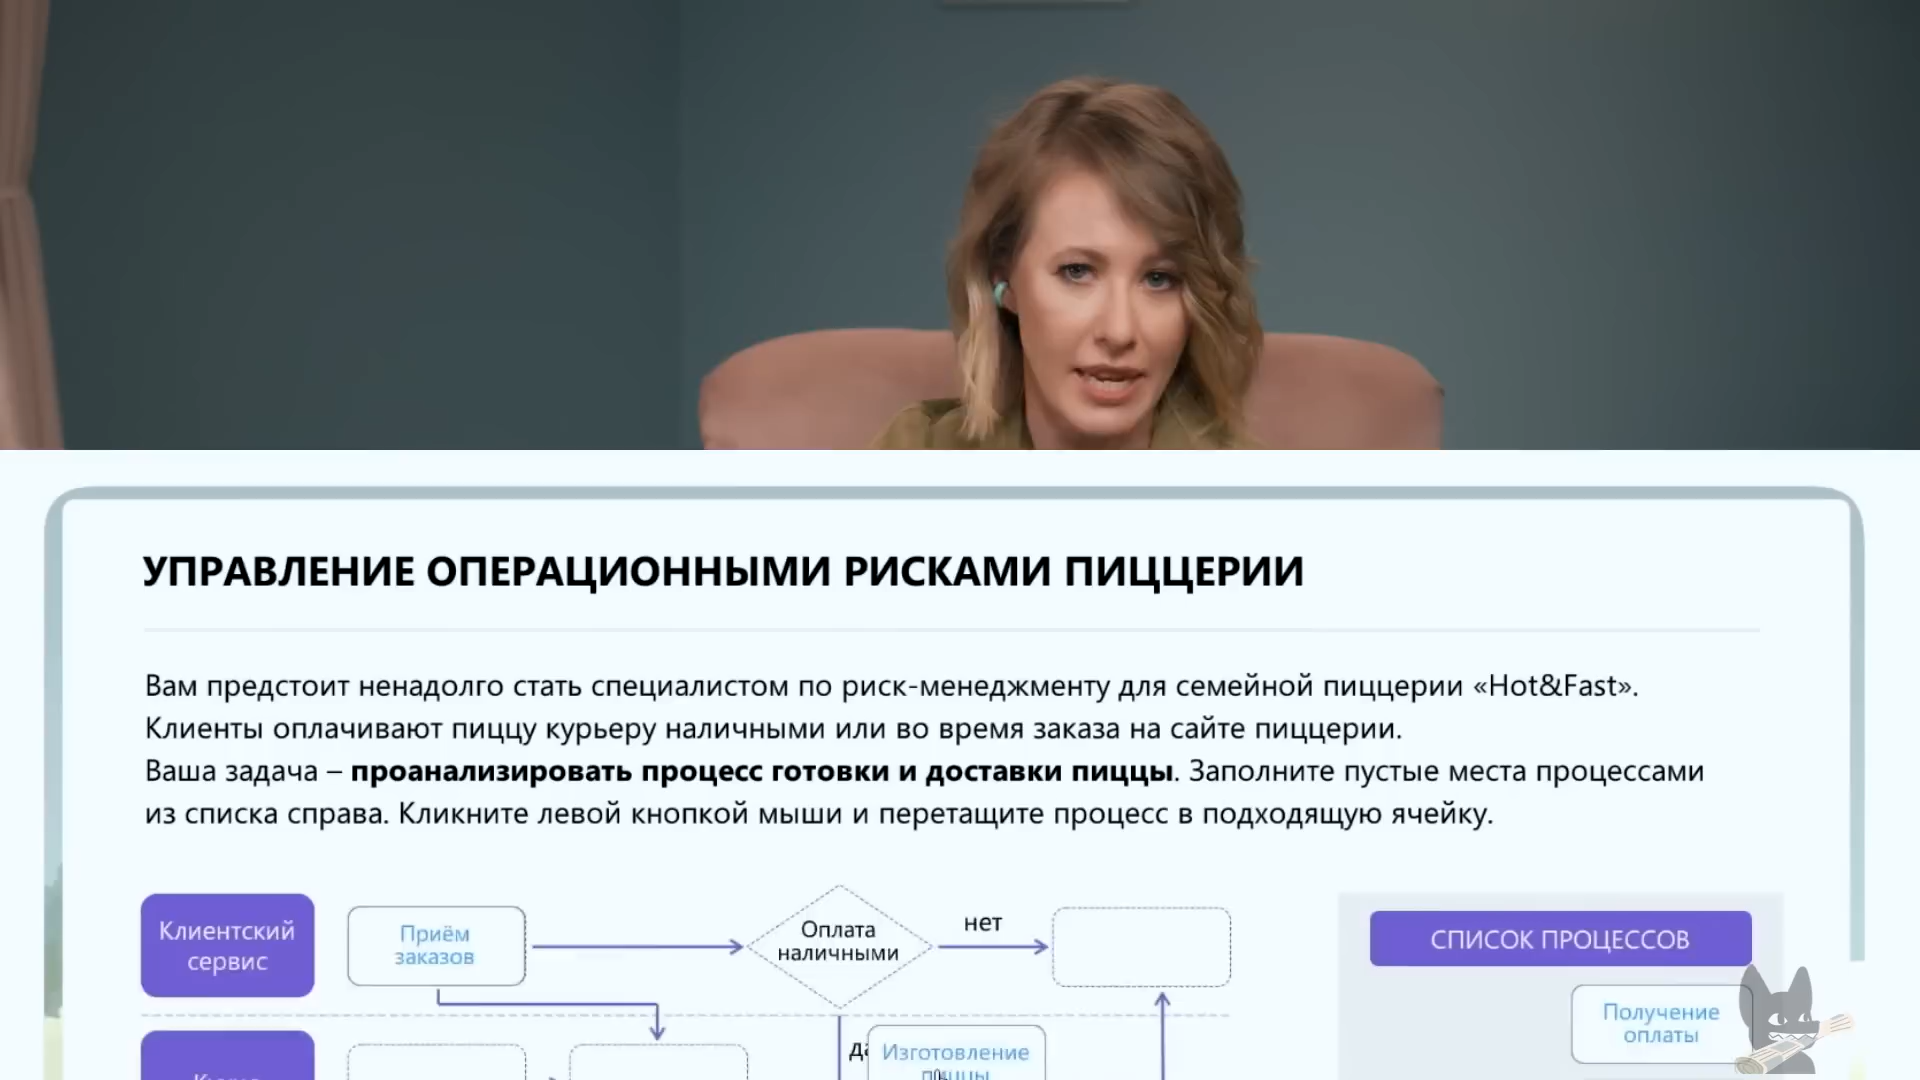 УПРАВЛЕНИЕ ОПЕРАЦИОННЫМИ РИСКАМИ ПИЦЦЕРИИ
Вам предстоит ненадолго стать специалистом по риск-менеджменту для семейной пиццерии «Hot&Fast».
Клиенты оплачивают пиццу курьеру наличными или во время заказа на сайте пиццерии.
Ваша задача – проанализировать процесс готовки и доставки пиццы. Заполните пустые места процессами
из списка справа. Кликните левой кнопкой мыши и перетащите процесс в подходящую ячейку.
Клиентский
сервис
Приём
заказов
Оплата
наличными
нет
СПИСОК ПРОЦЕССОВ
Получение
оплаты
Изготовление
пиццы